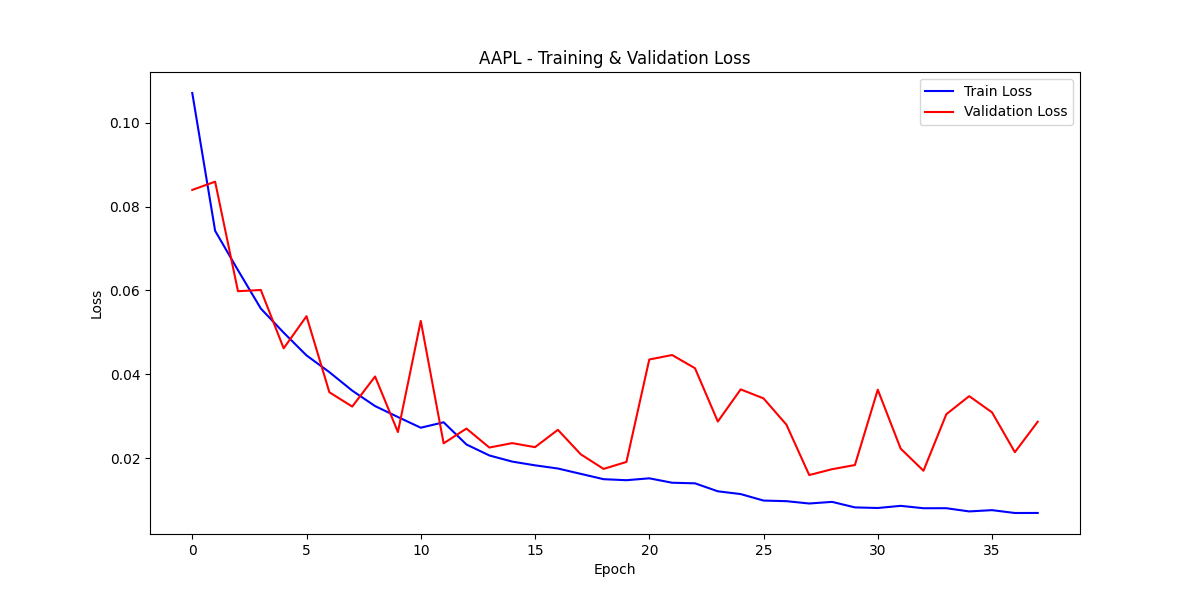 AAPL - Training & Validation Loss
Train Loss
Validation Loss
0.10
0.08
0.06
0.04
0.02
Loss
0 5 10 15 20 25 30 35
Epoch